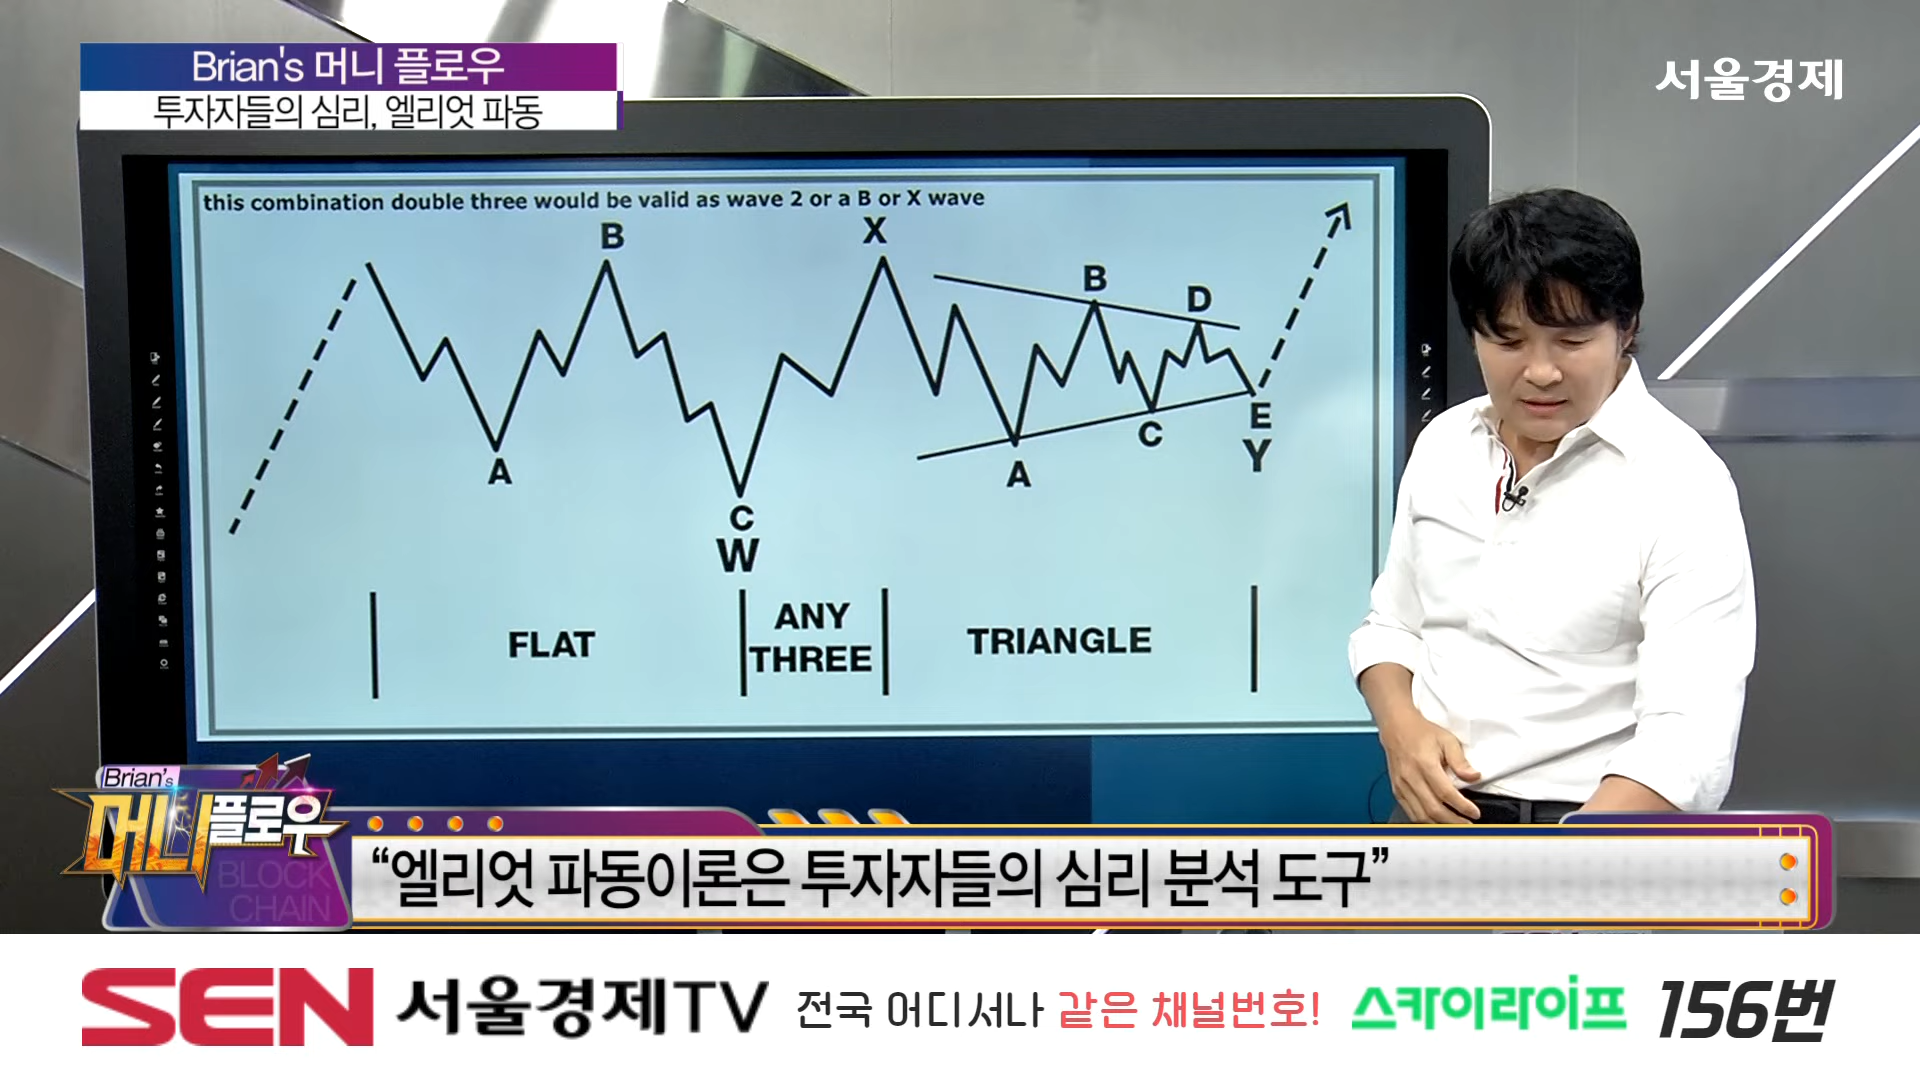 Brian's 머니 플로우
투자자들의 심리, 엘리엇 파동
서울경제
this combination double three would be valid as wave 2 or a B or X wave
B
X
B
D
A
C
W
A
C
E
Y
FLAT
ANY
THREE
TRIANGLE
Brian's
머니플로우
BLOCK
CHAIN
“엘리엇 파동이론은 투자자들의 심리 분석 도구”
SEN 서울경제TV 전국 어디서나 같은 채널번호! 스카이라이프 156번